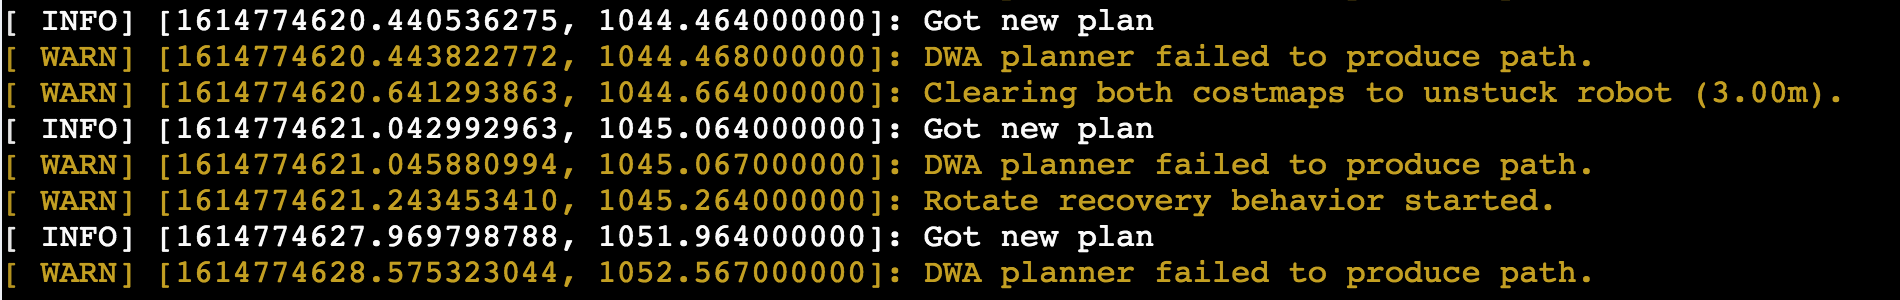 [ INFO] [1614774620.440536275, 1044.464000000]: Got new plan
[ WARN] [1614774620.443822772, 1044.468000000]: DWA planner failed to produce path.
[ WARN] [1614774620.641293863, 1044.664000000]: Clearing both costmaps to unstuck robot (3.00m).
[ INFO] [1614774621.042992963, 1045.064000000]: Got new plan
[ WARN] [1614774621.045880994, 1045.067000000]: DWA planner failed to produce path.
[ WARN] [1614774621.243453410, 1045.264000000]: Rotate recovery behavior started.
[ INFO] [1614774627.969798788, 1051.964000000]: Got new plan
[ WARN] [1614774628.575323044, 1052.567000000]: DWA planner failed to produce path.